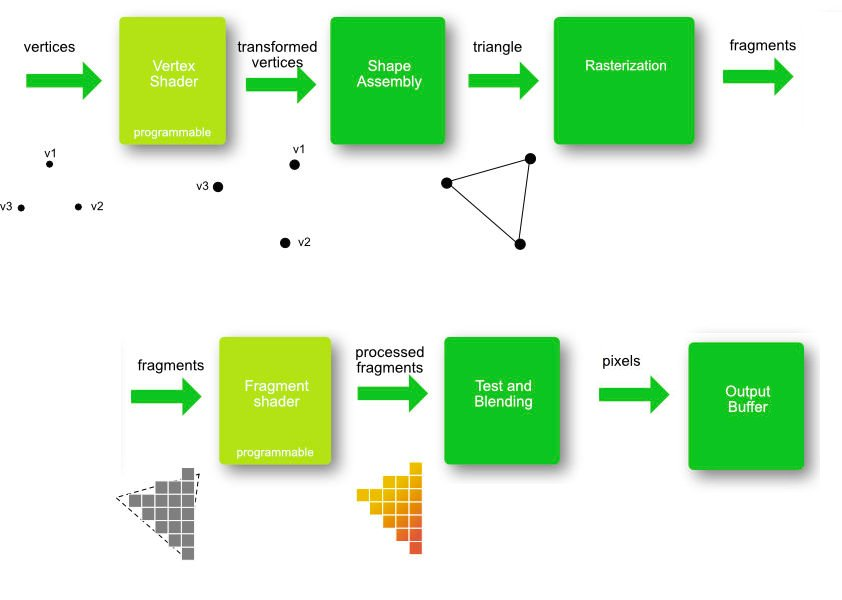 vertices
Vertex
Shader
programmable
transformed
vertices
Shape
Assembly
triangle
Rasterization
fragments
v1
v3
v2
v1
v3
v2
fragments
Fragment
shader
programmable
processed
fragments
Test and
Blending
pixels
Output
Buffer